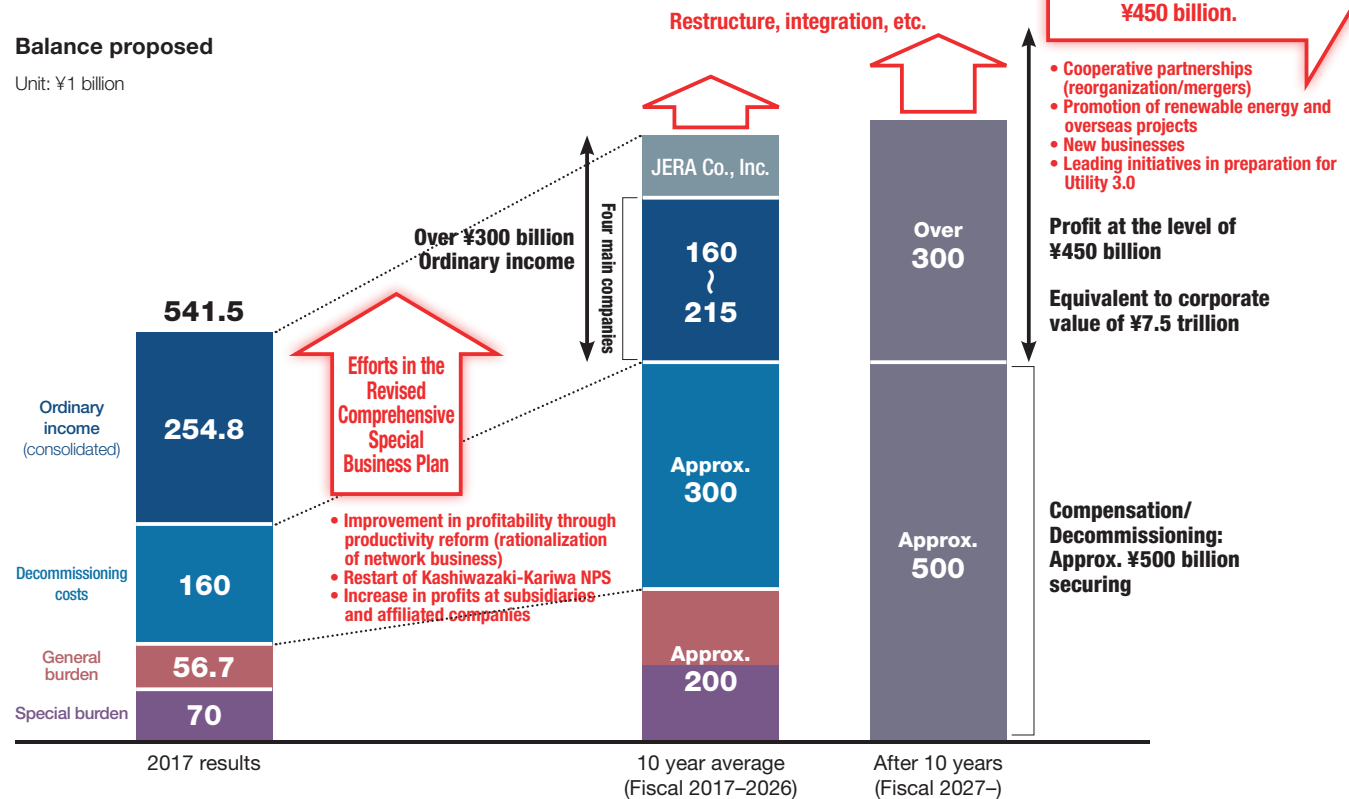 ¥450 billion.
Restructure, integration, etc.
Balance proposed
Unit: ¥1 billion
• Cooperative partnerships
(reorganization/mergers)
• Promotion of renewable energy and
overseas projects
• New businesses
• Leading initiatives in preparation for
Utility 3.0
JERA Co., Inc.
Four main companies
Over ¥300 billion
Ordinary income
160
~
215
Over
300
Profit at the level of
¥450 billion
Equivalent to corporate
value of ¥7.5 trillion
541.5
Efforts in the
Revised
Comprehensive
Special
Business Plan
Ordinary
income
(consolidated)
254.8
Approx.
300
• Improvement in profitability through
productivity reform (rationalization
of network business)
• Restart of Kashiwazaki-Kariwa NPS
• Increase in profits at subsidiaries
and affiliated companies
Approx.
500
Compensation/
Decommissioning:
Approx. ¥500 billion
securing
Decommissioning
costs
160
General
burden
56.7
Approx.
200
Special burden
70
2017 results
10 year average
(Fiscal 2017–2026)
After 10 years
(Fiscal 2027–)